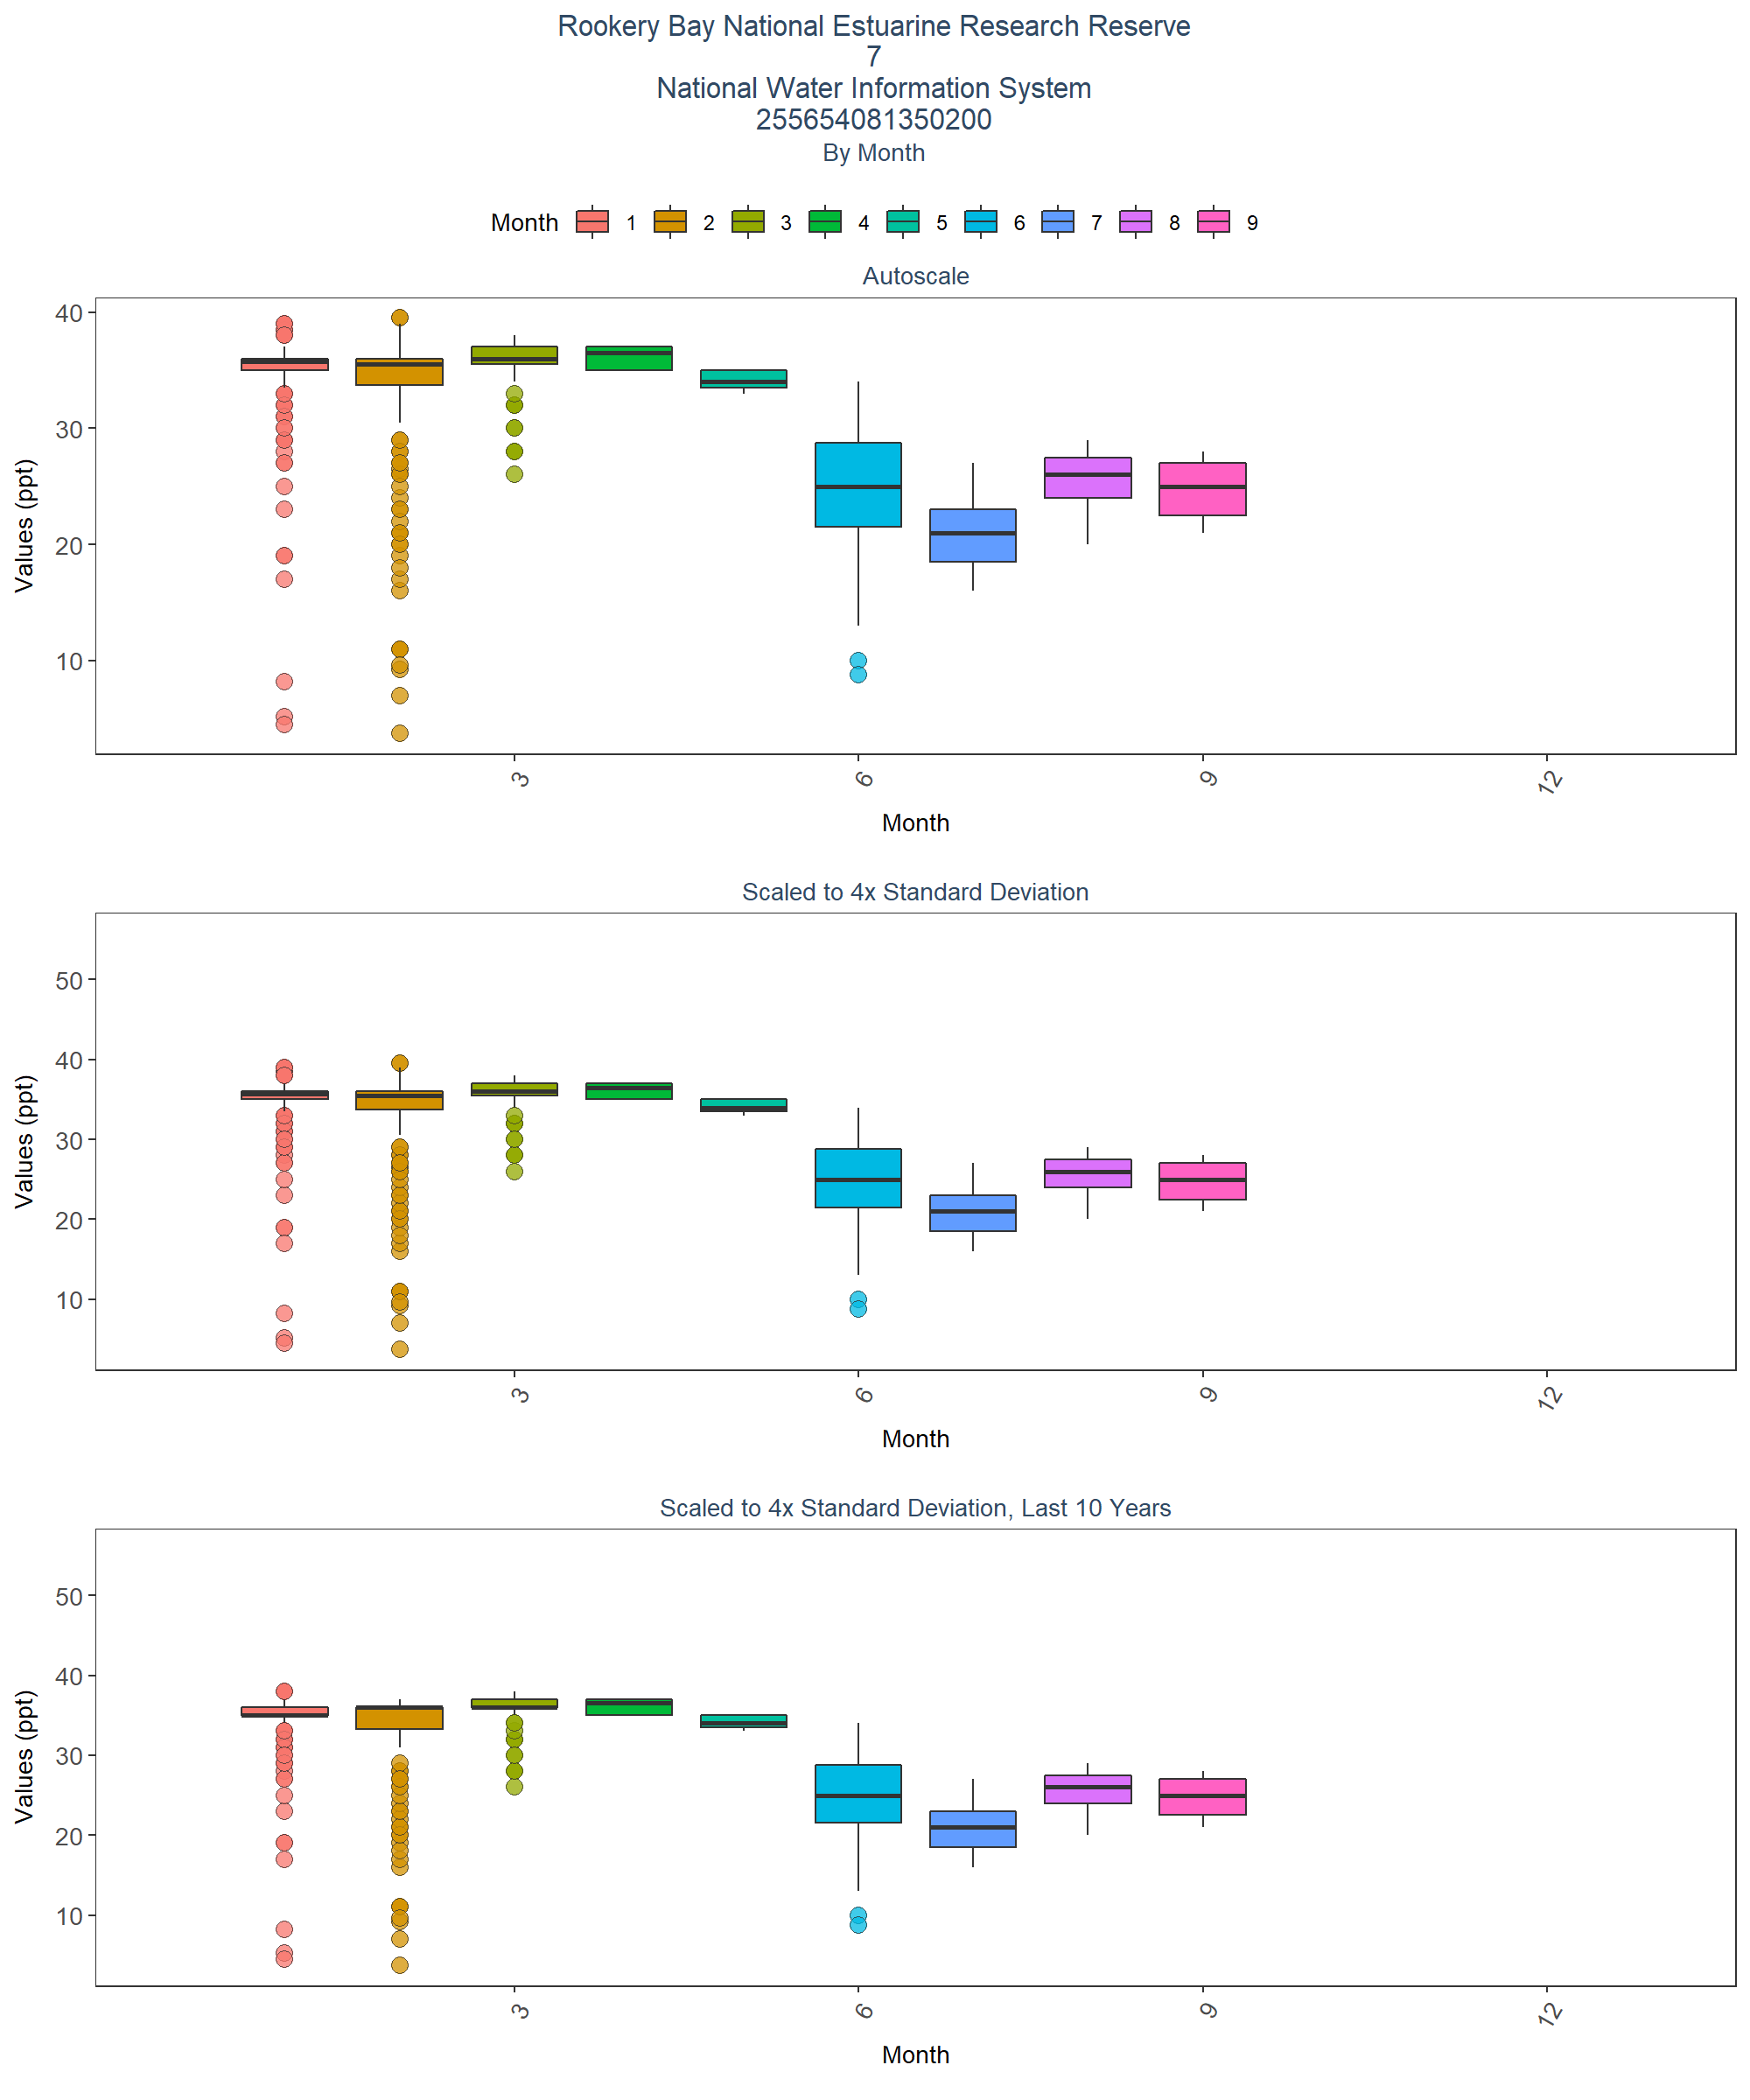 Rookery Bay National Estuarine Research Reserve
7
National Water Information System
255654081350200
By Month
Month 1 2 3 4 5 6 7 8 9
Autoscale
40
30
20
10
Values (ppt)
3 6 9 12
Month
Scaled to 4x Standard Deviation
50
40
30
20
10
Values (ppt)
3 6 9 12
Month
Scaled to 4x Standard Deviation, Last 10 Years
50
40
30
20
10
Values (ppt)
3 6 9 12
Month